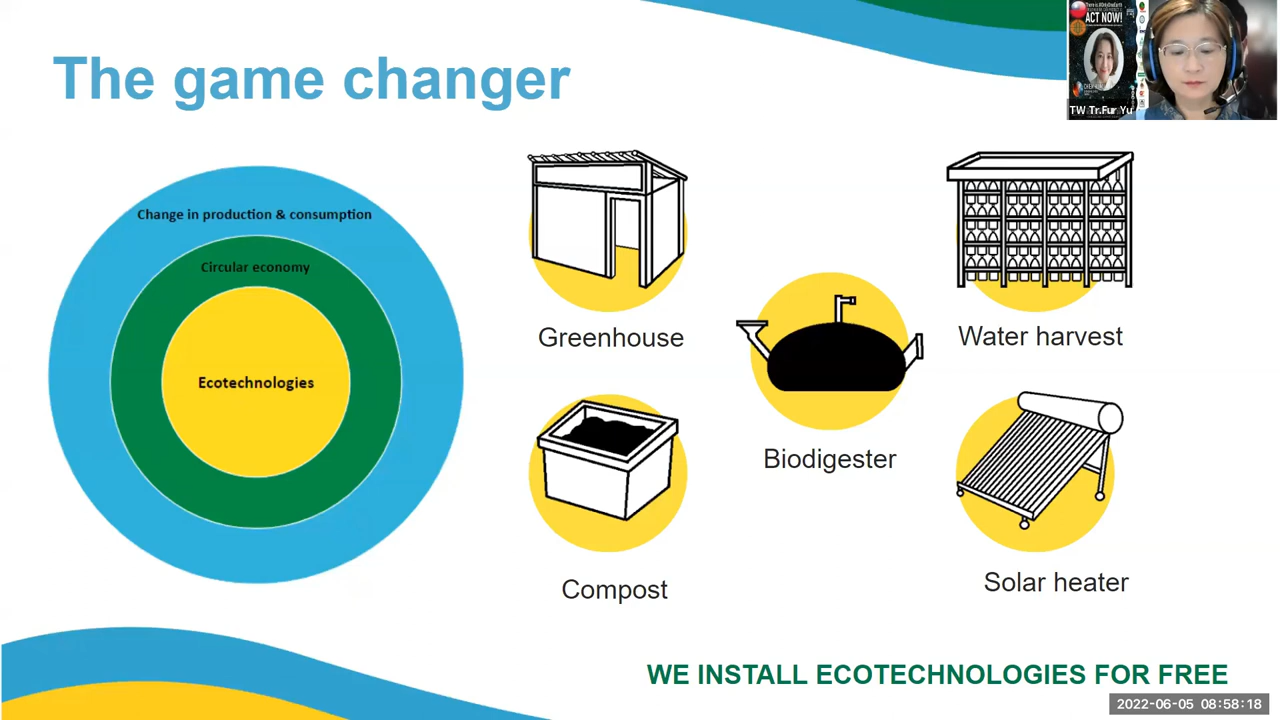 The game changer
Change in production & consumption
Circular economy
Ecotechnologies
Greenhouse
Water harvest
Biodigester
Compost
Solar heater
WE INSTALL ECOTECHNOLOGIES FOR FREE
ACT NOW!
TW Tr.Fur Yu
2022-06-05 08:58:18